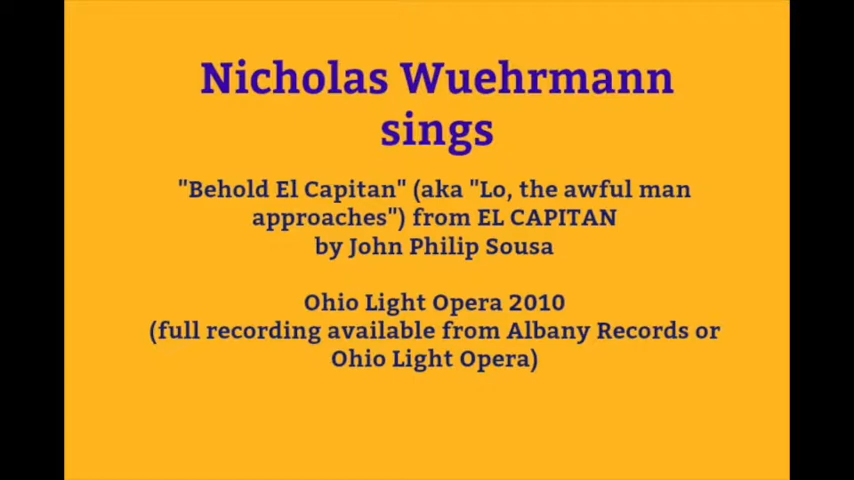 Nicholas Wuehrmann
sings
"Behold El Capitan" (aka "Lo, the awful man
approaches") from EL CAPITAN
by John Philip Sousa
Ohio Light Opera 2010
(full recording available from Albany Records or
Ohio Light Opera)